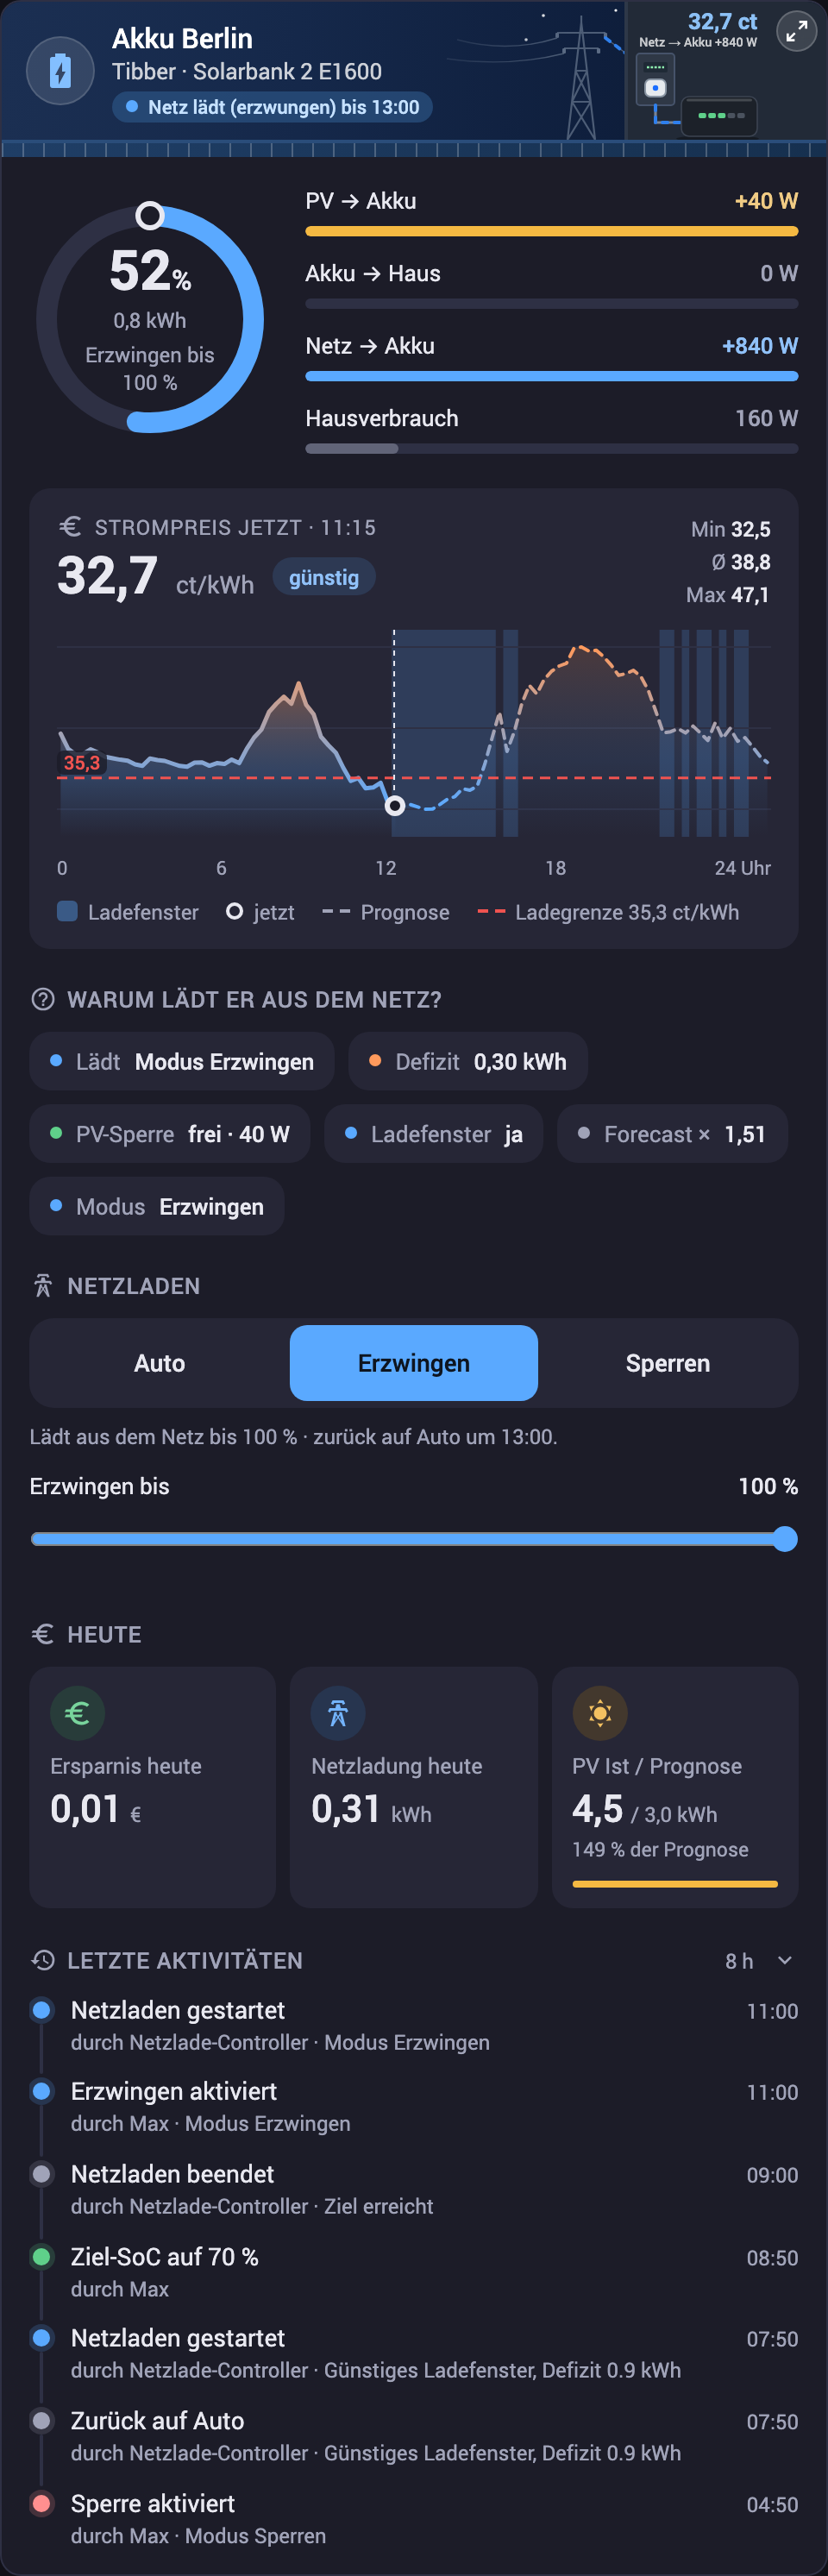 Akku Berlin
Tibber · Solarbank 2 E1600
Netz lädt (erzwungen) bis 13:00
32,7 ct
Netz → Akku +840 W
52%
0,8 kWh
Erzwingen bis
100 %
PV → Akku +40 W
Akku → Haus 0 W
Netz → Akku +840 W
Hausverbrauch 160 W
€ STROMPREIS JETZT · 11:15
32,7 ct/kWh günstig
Min 32,5
Ø 38,8
Max 47,1
35,3
0 6 12 18 24 Uhr
Ladefenster jetzt Prognose Ladegrenze 35,3 ct/kWh
WARUM LÄDT ER AUS DEM NETZ?
Lädt Modus Erzwingen Defizit 0,30 kWh
PV-Sperre frei · 40 W Ladefenster ja Forecast × 1,51
Modus Erzwingen
NETZLADEN
Auto Erzwingen Sperren
Lädt aus dem Netz bis 100 % · zurück auf Auto um 13:00.
Erzwingen bis 100 %
€ HEUTE
€
Ersparnis heute
0,01 €
Netzladung heute
0,31 kWh
PV Ist / Prognose
4,5 / 3,0 kWh
149 % der Prognose
LETZTE AKTIVITÄTEN 8 h
Netzladen gestartet 11:00
durch Netzlade-Controller · Modus Erzwingen
Erzwingen aktiviert 11:00
durch Max · Modus Erzwingen
Netzladen beendet 09:00
durch Netzlade-Controller · Ziel erreicht
Ziel-SoC auf 70 % 08:50
durch Max
Netzladen gestartet 07:50
durch Netzlade-Controller · Günstiges Ladefenster, Defizit 0.9 kWh
Zurück auf Auto 07:50
durch Netzlade-Controller · Günstiges Ladefenster, Defizit 0.9 kWh
Sperre aktiviert 04:50
durch Max · Modus Sperren